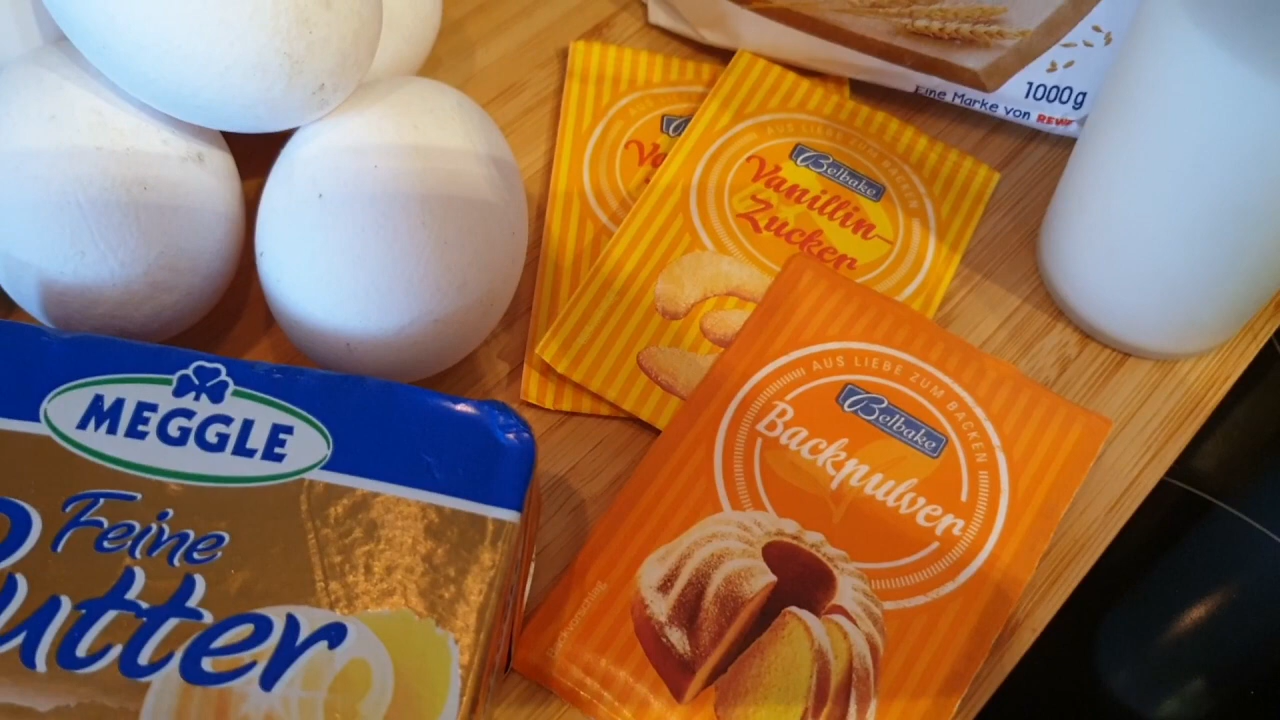 1000g
Eine Marke von REWE
AUS LIEBE ZUM BACKEN
Belbake
Vanillin-
Zucker
AUS LIEBE ZUM BACKEN
Belbake
Backpulver
MEGGLE
Feine
Butter